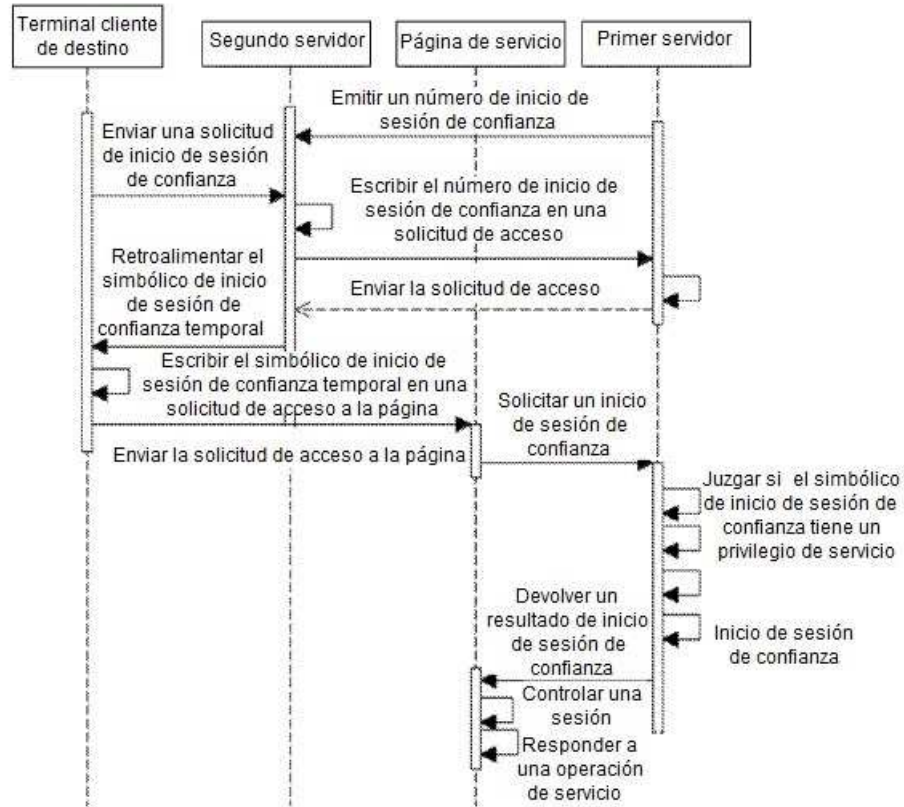 Terminal cliente
de destino
Segundo servidor
Página de servicio
Primer servidor
Emitir un número de inicio de
sesión de confianza
Enviar una solicitud
de inicio de sesión
de confianza
Escribir el número de inicio de
sesión de confianza en una
solicitud de acceso
Retroalimentar el
simbólico de inicio
de sesión de
confianza temporal
Enviar la solicitud de acceso
Escribir el simbólico de inicio de
sesión de confianza temporal en una
solicitud de acceso a la página
Solicitar un inicio
de sesión de
confianza
Enviar la solicitud de acceso a la página
Juzgar si el simbólico
de inicio de sesión de
confianza tiene un
privilegio de servicio
Devolver un
resultado de inicio
de sesión de
confianza
Inicio de sesión
de confianza
Controlar una
sesión
Responder a
una operación
de servicio